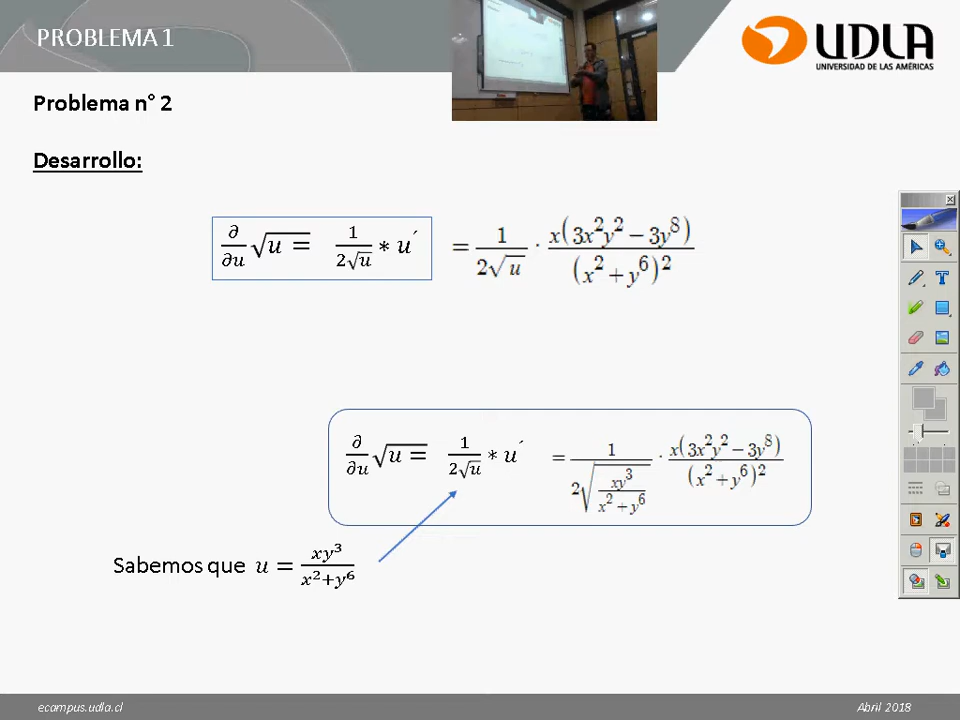 PROBLEMA 1
UDLA
UNIVERSIDAD DE LAS AMÉRICAS
Problema n° 2
Desarrollo:
∂/∂u √u = 1/(2√u) * u´ = 1/(2√u) · x(3x²y² − 3y⁸)/(x² + y⁶)²
∂/∂u √u = 1/(2√u) * u´ = 1/(2√(xy³/(x² + y⁶))) · x(3x²y² − 3y⁸)/(x² + y⁶)²
Sabemos que u = xy³/(x²+y⁶)
ecampus.udla.cl
Abril 2018